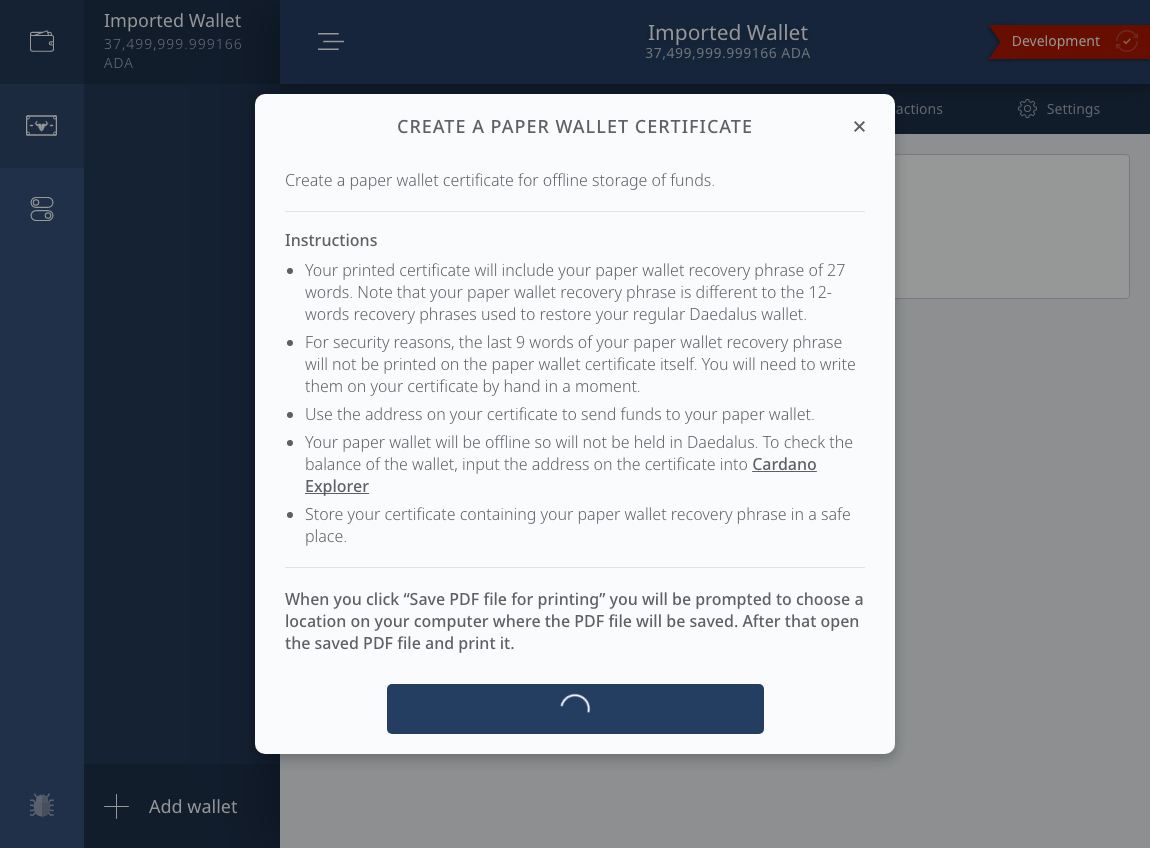 Imported Wallet
37,499,999.999166
ADA
Imported Wallet
37,499,999.999166 ADA
Development
actions
Settings
CREATE A PAPER WALLET CERTIFICATE
Create a paper wallet certificate for offline storage of funds.
Instructions
Your printed certificate will include your paper wallet recovery phrase of 27
words. Note that your paper wallet recovery phrase is different to the 12-
words recovery phrases used to restore your regular Daedalus wallet.
For security reasons, the last 9 words of your paper wallet recovery phrase
will not be printed on the paper wallet certificate itself. You will need to write
them on your certificate by hand in a moment.
Use the address on your certificate to send funds to your paper wallet.
Your paper wallet will be offline so will not be held in Daedalus. To check the
balance of the wallet, input the address on the certificate into Cardano
Explorer
Store your certificate containing your paper wallet recovery phrase in a safe
place.
When you click “Save PDF file for printing” you will be prompted to choose a
location on your computer where the PDF file will be saved. After that open
the saved PDF file and print it.
Add wallet